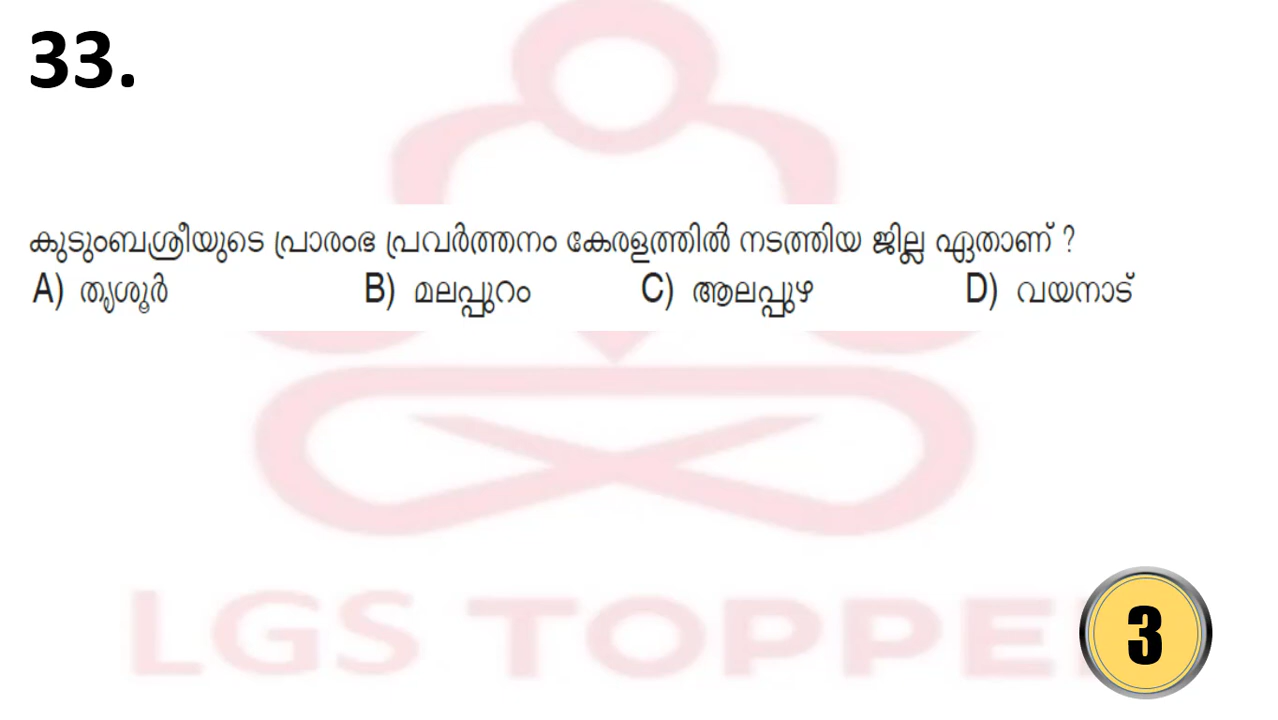 33.
കുടുംബശ്രീയുടെ പ്രാരംഭ പ്രവർത്തനം കേരളത്തിൽ നടത്തിയ ജില്ല ഏതാണ് ?
A) തൃശൂർ B) മലപ്പുറം C) ആലപ്പുഴ D) വയനാട്
LGS TOPPE
3